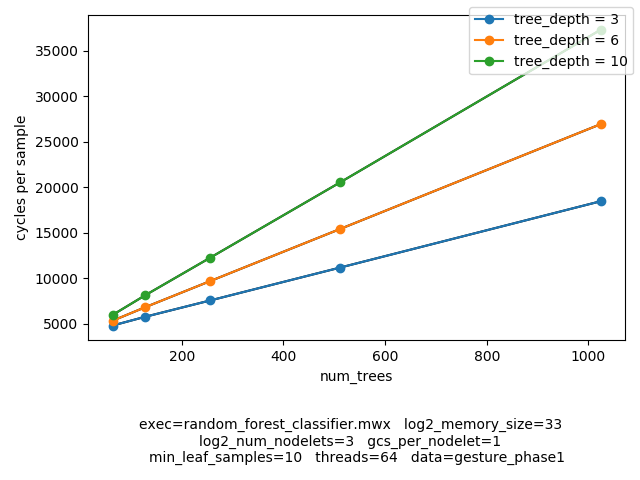 tree_depth = 3
tree_depth = 6
tree_depth = 10
35000
30000
25000
20000
15000
10000
5000
cycles per sample
200 400 600 800 1000
num_trees
exec=random_forest_classifier.mwx log2_memory_size=33
log2_num_nodelets=3 gcs_per_nodelet=1
min_leaf_samples=10 threads=64 data=gesture_phase1